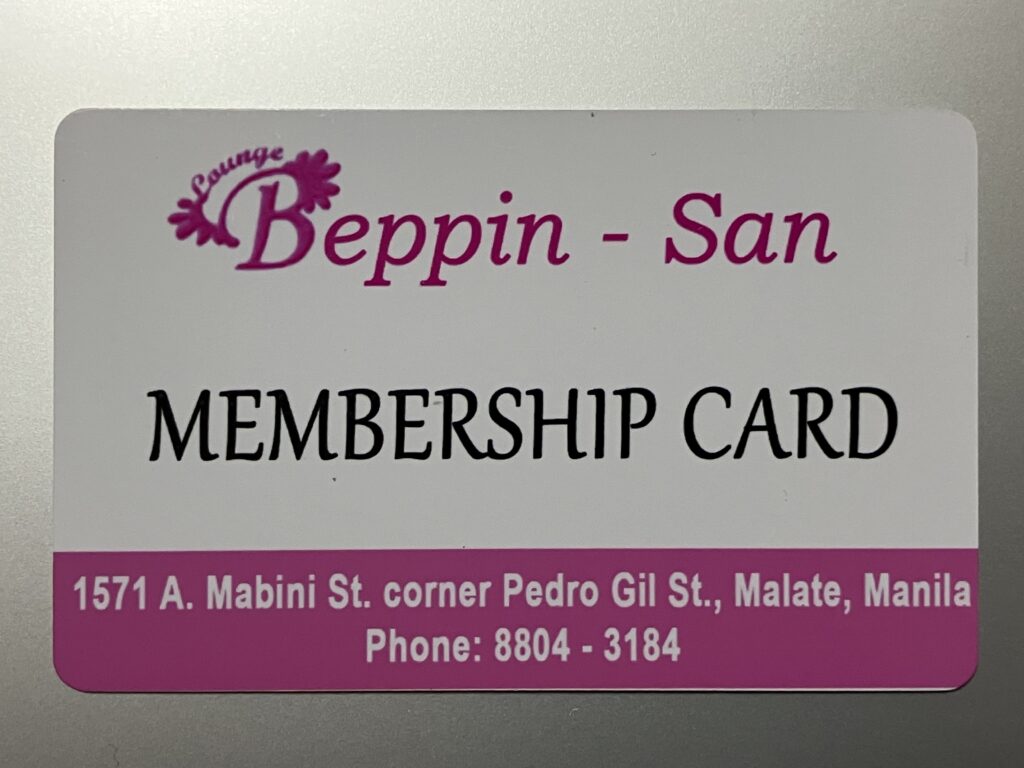 Lounge
Beppin - San
MEMBERSHIP CARD
1571 A. Mabini St. corner Pedro Gil St., Malate, Manila
Phone: 8804 - 3184